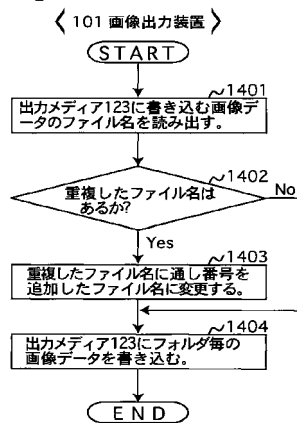 〈 101 画像出力装置 〉
START
1401
出力メディア123に書き込む画像デ
ータのファイル名を読み出す。
1402
重複したファイル名は
あるか?
No
Yes
1403
重複したファイル名に通し番号を
追加したファイル名に変更する。
1404
出力メディア123にフォルダ毎の
画像データを書き込む。
END